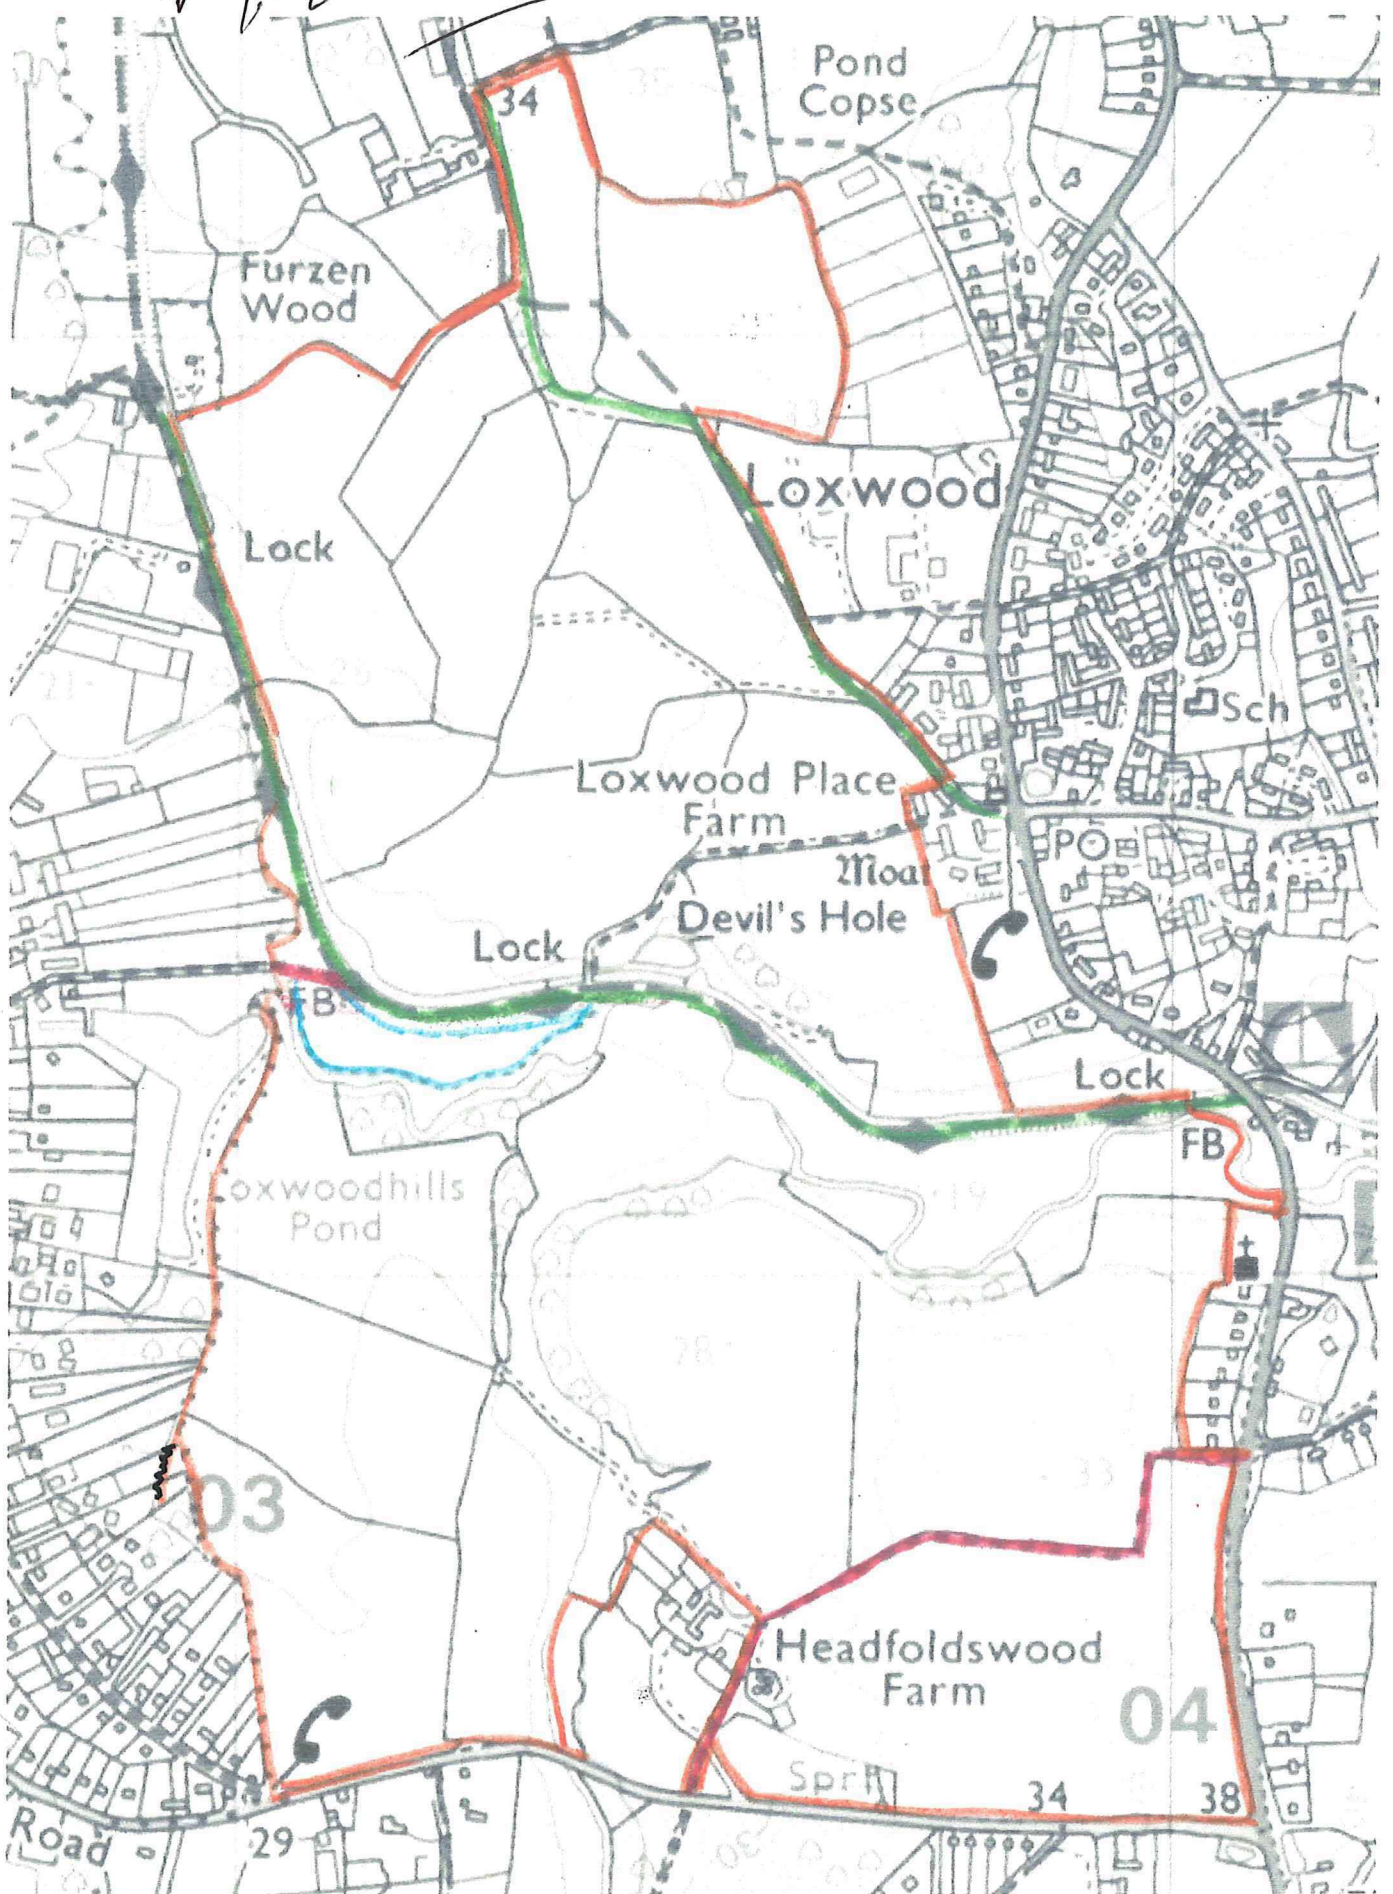 Pond
Copse
34
Furzen
Wood
Loxwood
Lock
Sch
Loxwood Place
Farm
PO
Moat
Devil's Hole
Lock
FB
Lock
FB
19
oxwoodhills
Pond
28
33
03
Headfoldswood
Farm
04
Spr
34
38
Road
29
30